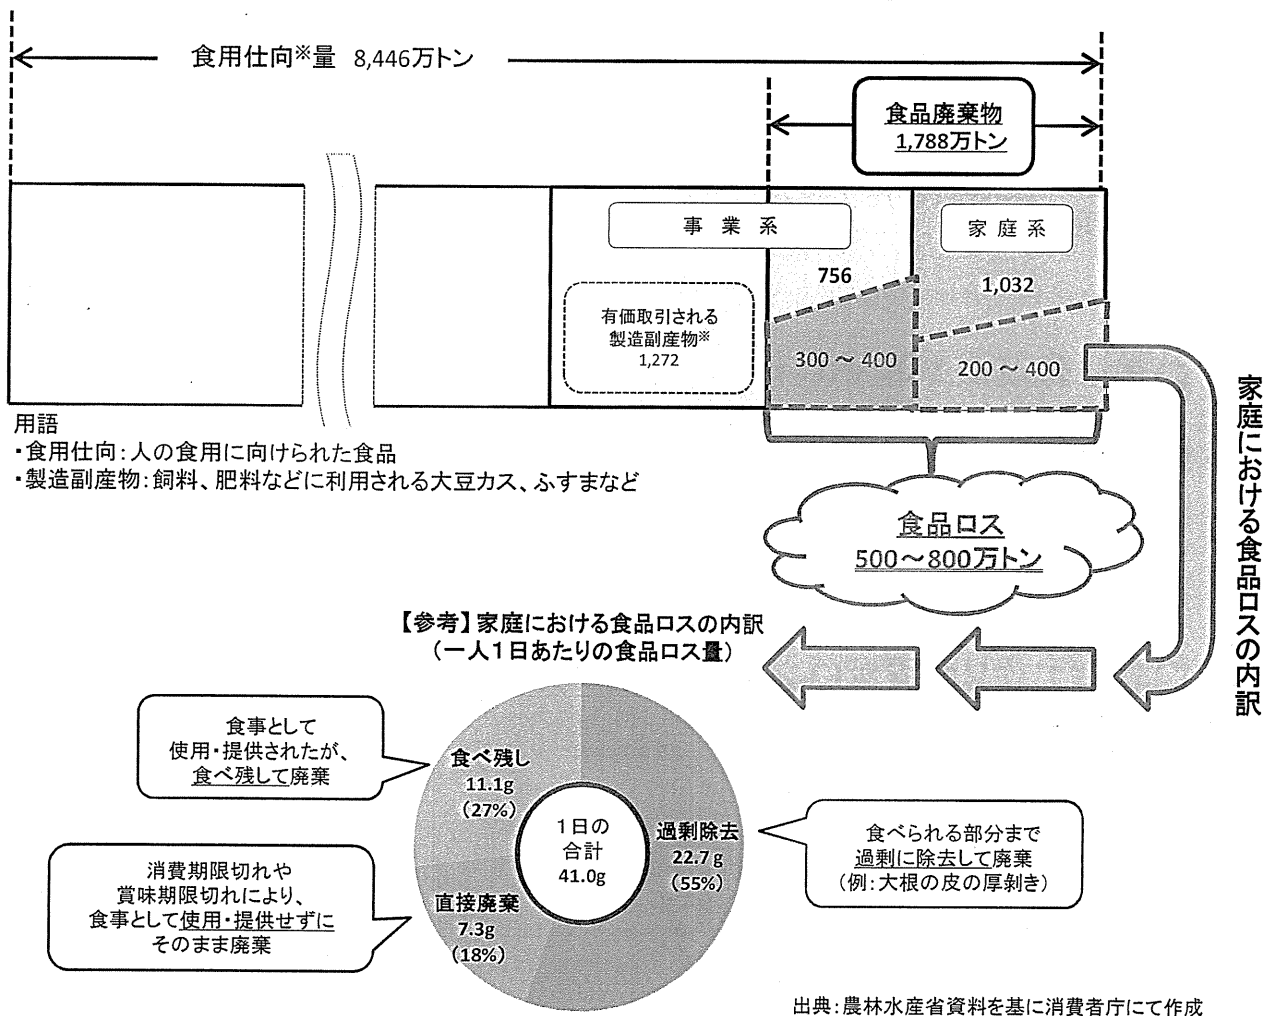 食用仕向※量 8,446万トン
食品廃棄物
1,788万トン
事業系
家庭系
756
1,032
有価取引される
製造副産物※
1,272
300～400
200～400
用語
・食用仕向：人の食用に向けられた食品
・製造副産物：飼料、肥料などに利用される大豆カス、ふすまなど
食品ロス
500～800万トン
家庭における食品ロスの内訳
【参考】家庭における食品ロスの内訳
（一人１日あたりの食品ロス量）
食事として
使用・提供されたが、
食べ残して廃棄
食べ残し
11.1g
（27%）
１日の
合計
41.0g
過剰除去
22.7g
（55%）
食べられる部分まで
過剰に除去して廃棄
（例：大根の皮の厚剝き）
消費期限切れや
賞味期限切れにより、
食事として使用・提供せずに
そのまま廃棄
直接廃棄
7.3g
（18%）
出典：農林水産省資料を基に消費者庁にて作成